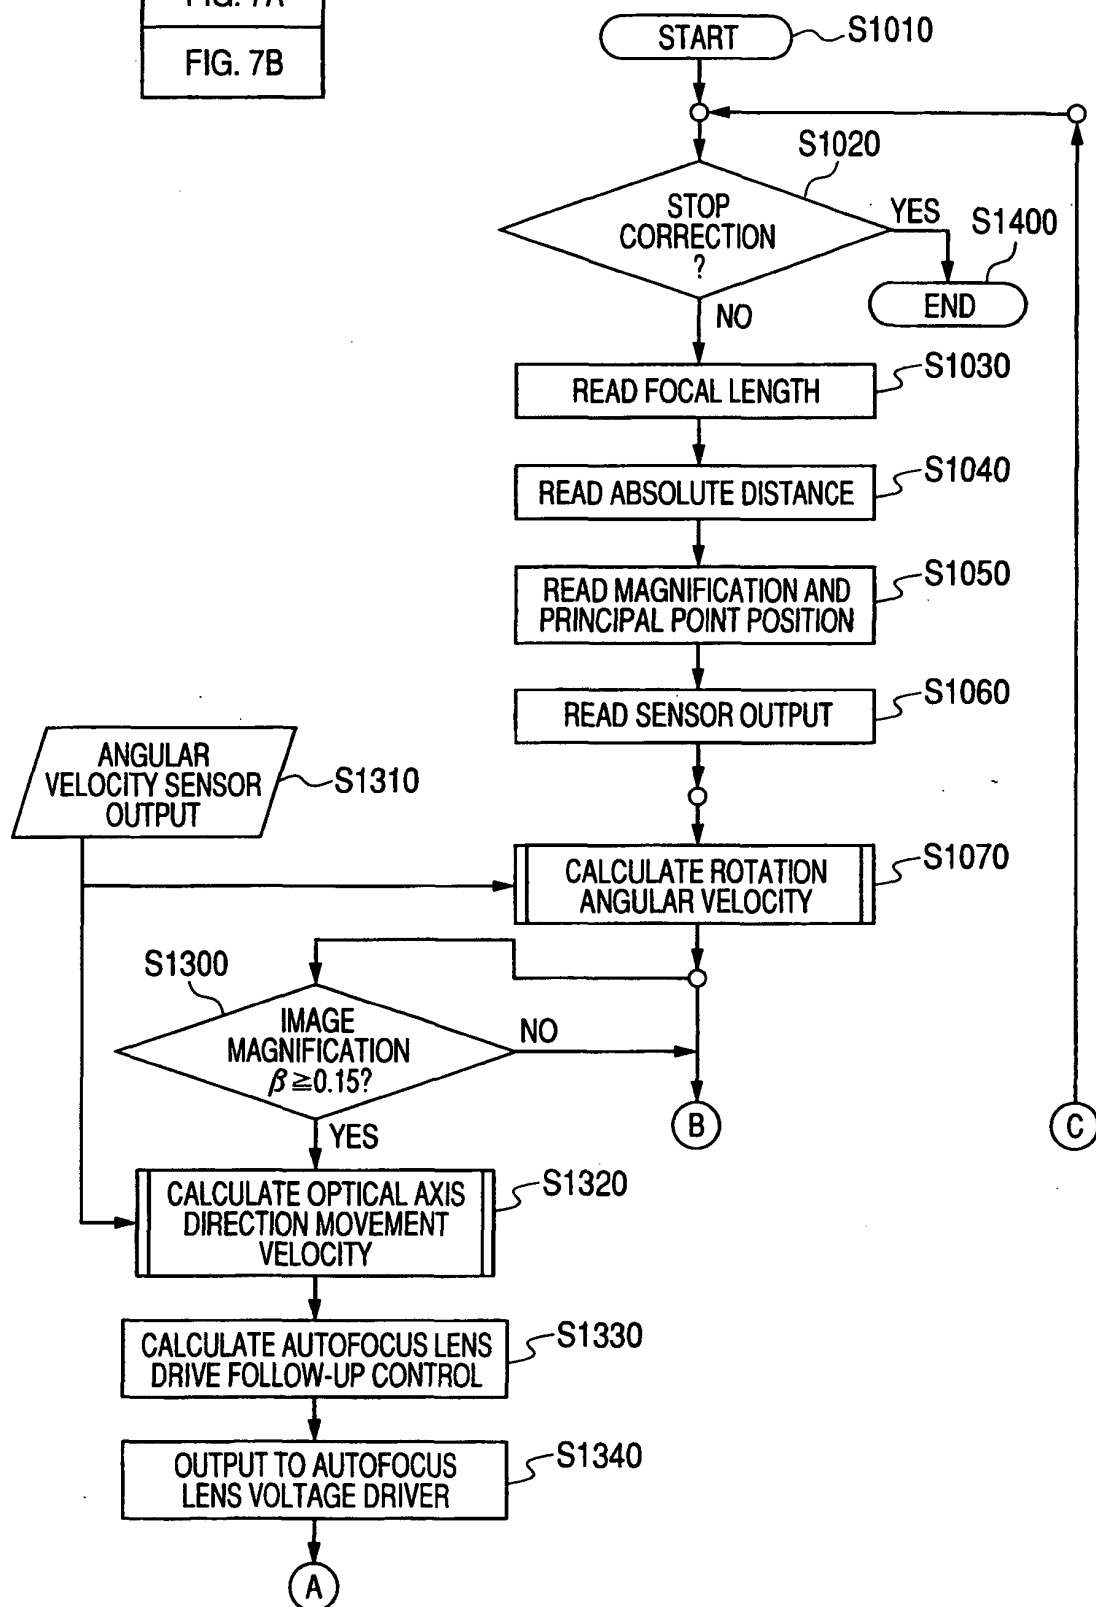 FIG. 7A
FIG. 7B
START
S1010
S1020
STOP
CORRECTION
?
YES
S1400
END
NO
S1030
READ FOCAL LENGTH
S1040
READ ABSOLUTE DISTANCE
S1050
READ MAGNIFICATION AND
PRINCIPAL POINT POSITION
S1060
READ SENSOR OUTPUT
ANGULAR
VELOCITY SENSOR
OUTPUT
S1310
S1070
CALCULATE ROTATION
ANGULAR VELOCITY
S1300
IMAGE
MAGNIFICATION
β≧0.15?
NO
YES
B
C
S1320
CALCULATE OPTICAL AXIS
DIRECTION MOVEMENT
VELOCITY
S1330
CALCULATE AUTOFOCUS LENS
DRIVE FOLLOW-UP CONTROL
S1340
OUTPUT TO AUTOFOCUS
LENS VOLTAGE DRIVER
A